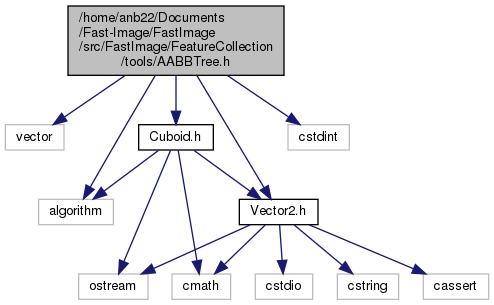 /home/anb22/Documents
/Fast-Image/FastImage
/src/FastImage/FeatureCollection
/tools/AABBTree.h
vector
Cuboid.h
cstdint
algorithm
Vector2.h
ostream
cmath
cstdio
cstring
cassert